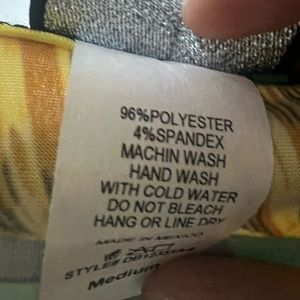 96%POLYESTER
4%SPANDEX
MACHIN WASH
HAND WASH
WITH COLD WATER
DO NOT BLEACH
HANG OR LINE DRY
MADE IN MEXICO
STYLE#
Medium